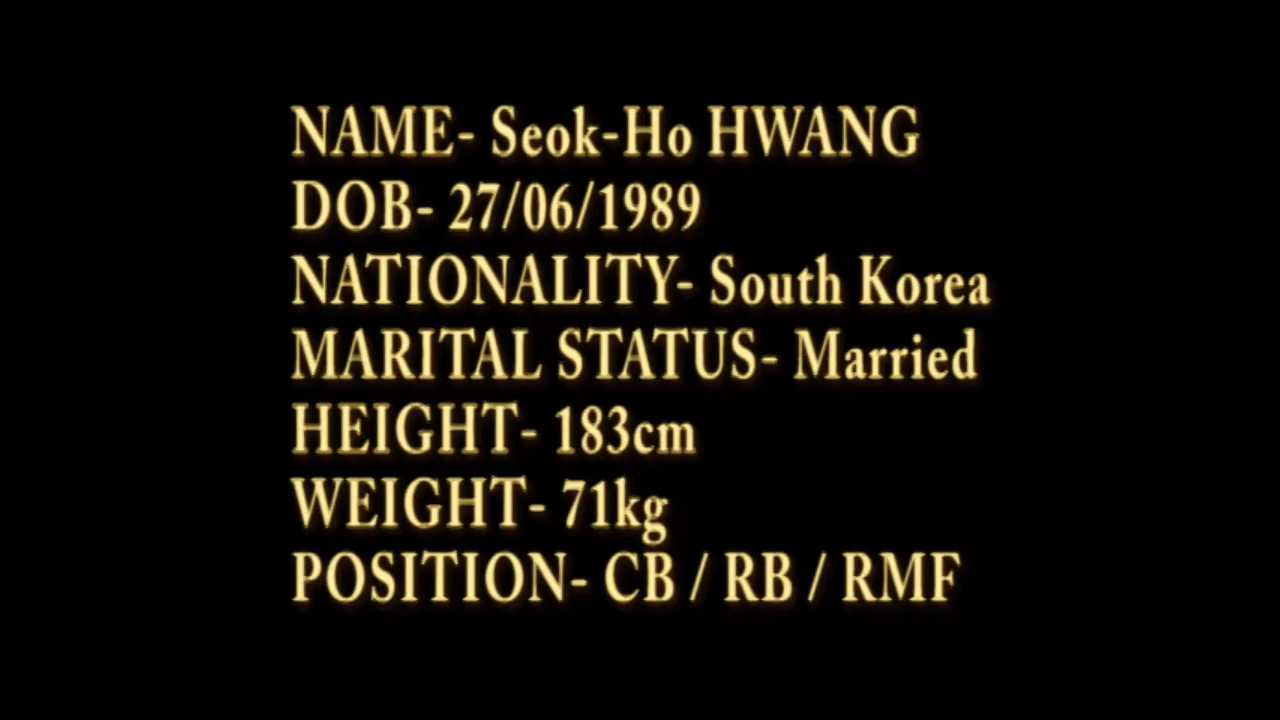 NAME- Seok-Ho HWANG
DOB- 27/06/1989
NATIONALITY- South Korea
MARITAL STATUS- Married
HEIGHT- 183cm
WEIGHT- 71kg
POSITION- CB / RB / RMF